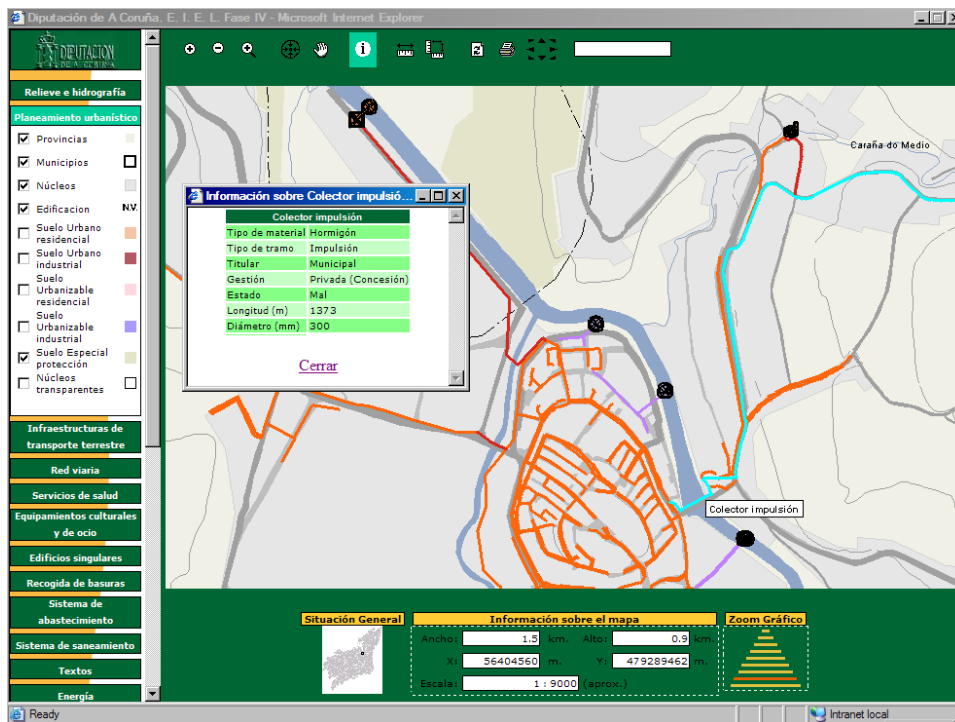 Diputación de A Coruña. E. I. E. L. Fase IV - Microsoft Internet Explorer
DIPUTACION
DE A CORUÑA
Relieve e hidrografía
Planeamiento urbanístico
Provincias
Municipios
Núcleos
Edificacion N.V.
Suelo Urbano
residencial
Suelo Urbano
industrial
Suelo
Urbanizable
residencial
Suelo
Urbanizable
industrial
Suelo Especial
protección
Núcleos
transparentes
Infraestructuras de
transporte terrestre
Red viaria
Servicios de salud
Equipamientos culturales
y de ocio
Edificios singulares
Recogida de basuras
Sistema de
abastecimiento
Sistema de saneamiento
Textos
Energía
Caraña do Medio
Información sobre Colector impulsió...
Colector impulsión
Tipo de material Hormigón
Tipo de tramo Impulsión
Titular Municipal
Gestión Privada (Concesión)
Estado Mal
Longitud (m) 1373
Diámetro (mm) 300
Cerrar
Colector impulsión
Situación General
Información sobre el mapa
Ancho: 1.5 km. Alto: 0.9 km.
X: 56404560 m. Y: 479289462 m.
Escala: 1 : 9000 (aprox.)
Zoom Gráfico
Ready
Intranet local